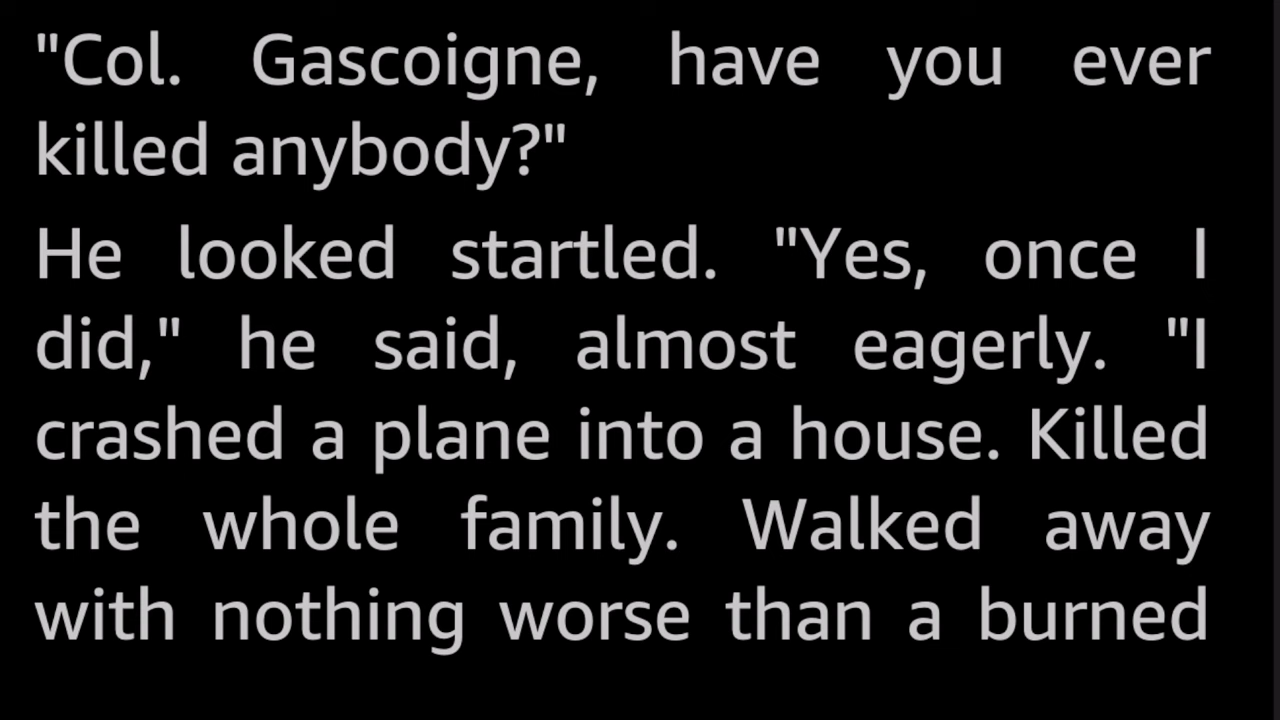 "Col. Gascoigne, have you ever
killed anybody?"
He looked startled. "Yes, once I
did," he said, almost eagerly. "I
crashed a plane into a house. Killed
the whole family. Walked away
with nothing worse than a burned